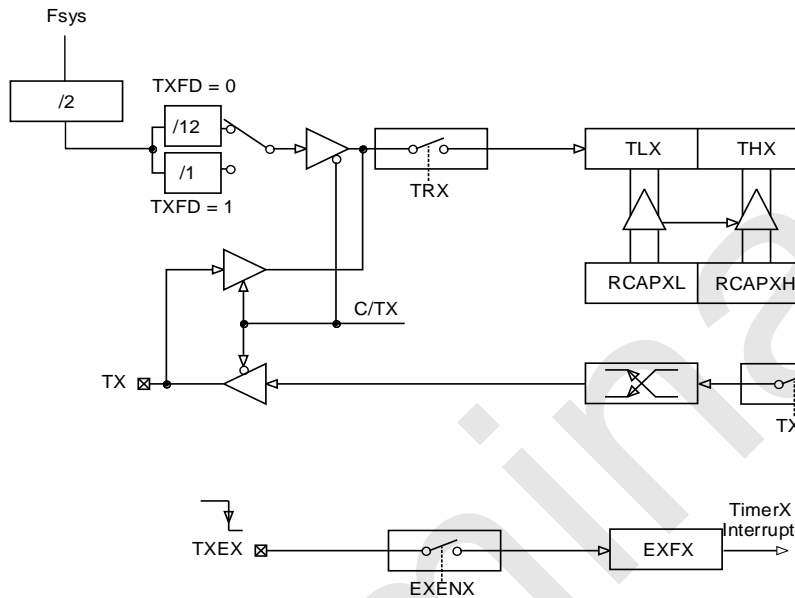 Fsys
/2
TXFD = 0
/12
/1
TXFD = 1
TRX
TLX
THX
RCAPXL
RCAPXH
C/TX
TX
TX
TXEX
EXENX
EXFX
TimerX
Interrupt
mina